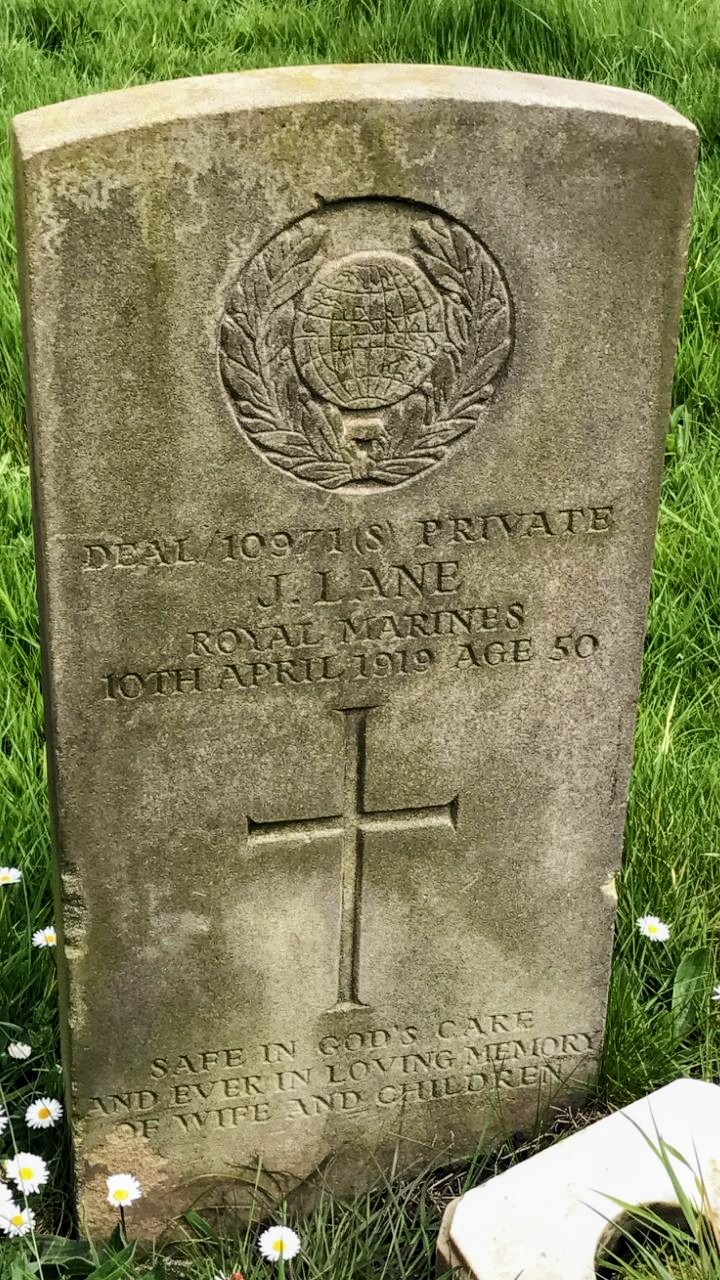 DEAL/10971(S) PRIVATE
J. LANE
ROYAL MARINES
10TH APRIL 1919 AGE 50
SAFE IN GOD'S CARE
AND EVER IN LOVING MEMORY
OF WIFE AND CHILDREN